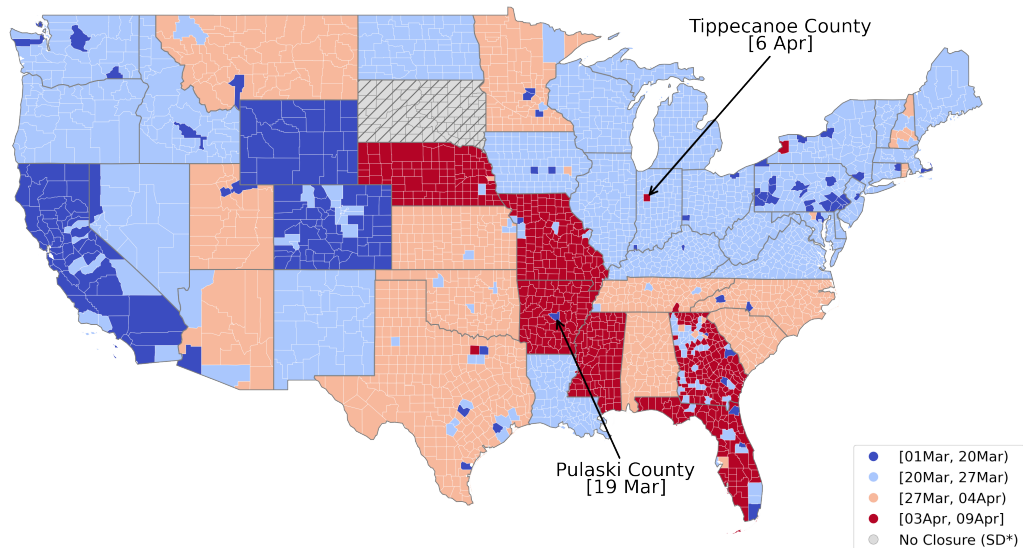 Tippecanoe County
[6 Apr]
Pulaski County
[19 Mar]
[01Mar, 20Mar)
[20Mar, 27Mar)
[27Mar, 04Apr)
[03Apr, 09Apr]
No Closure (SD*)